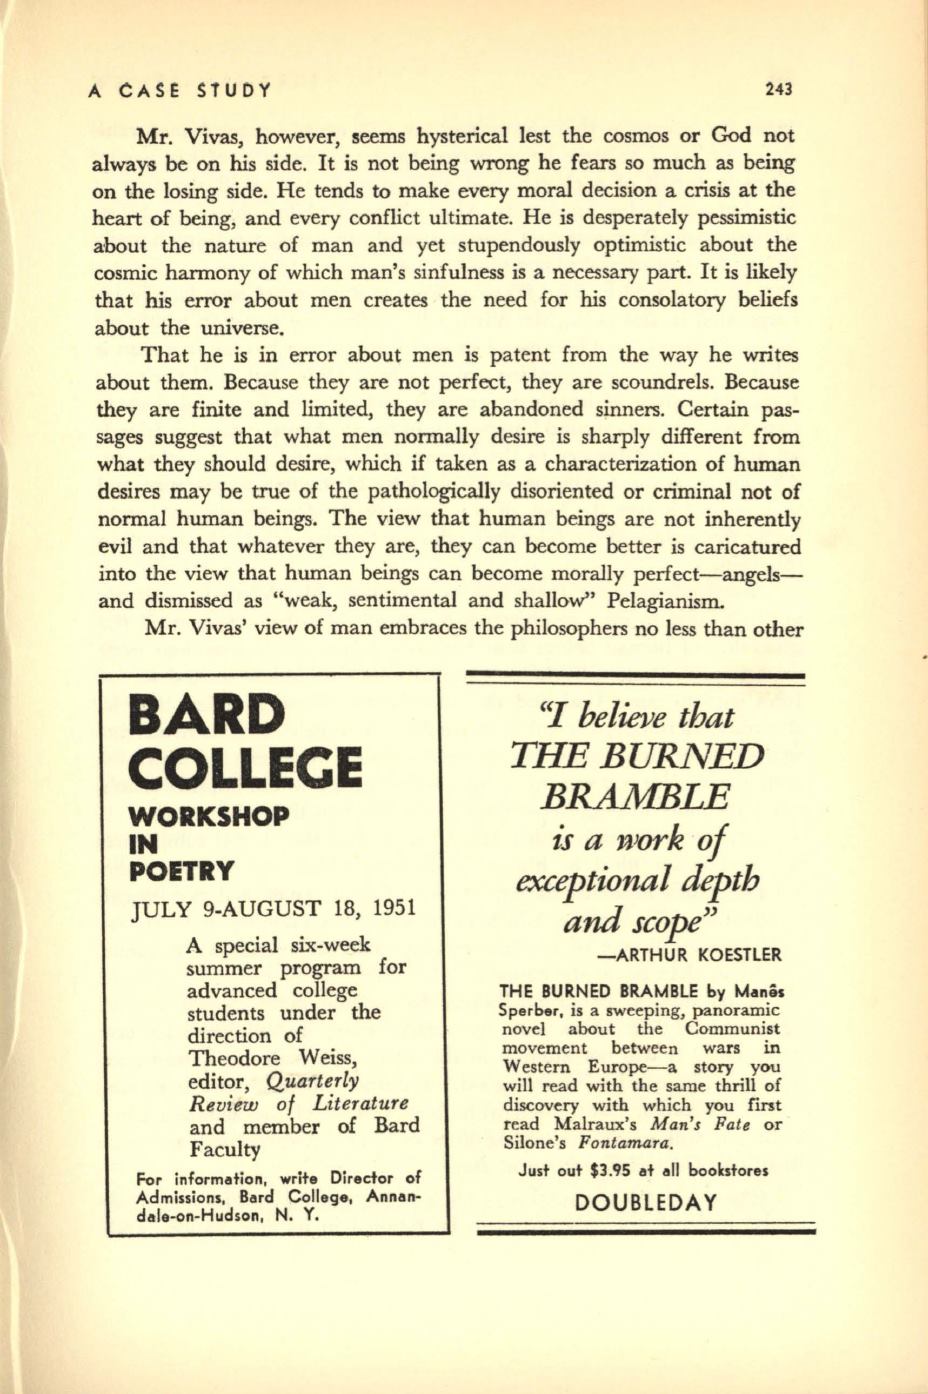 A CASE STUDY 243
Mr. Vivas, however, seems hysterical lest the cosmos or God not
always be on his side. It is not being wrong he fears so much as being
on the losing side. He tends to make every moral decision a crisis at the
heart of being, and every conflict ultimate. He is desperately pessimistic
about the nature of man and yet stupendously optimistic about the
cosmic harmony of which man's sinfulness is a necessary part. It is likely
that his error about men creates the need for his consolatory beliefs
about the universe.
That he is in error about men is patent from the way he writes
about them. Because they are not perfect, they are scoundrels. Because
they are finite and limited, they are abandoned sinners. Certain pas-
sages suggest that what men normally desire is sharply different from
what they should desire, which if taken as a characterization of human
desires may be true of the pathologically disoriented or criminal not of
normal human beings. The view that human beings are not inherently
evil and that whatever they are, they can become better is caricatured
into the view that human beings can become morally perfect—angels—
and dismissed as "weak, sentimental and shallow" Pelagianism.
Mr. Vivas' view of man embraces the philosophers no less than other
BARD
COLLEGE
WORKSHOP
IN
POETRY
JULY 9-AUGUST 18, 1951
A special six-week
summer program for
advanced college
students under the
direction of
Theodore Weiss,
editor, Quarterly
Review of Literature
and member of Bard
Faculty
For information, write Director of
Admissions, Bard College, Annan-
dale-on-Hudson, N. Y.
"I believe that
THE BURNED
BRAMBLE
is a work of
exceptional depth
and scope"
—ARTHUR KOESTLER
THE BURNED BRAMBLE by Manês
Sperber, is a sweeping, panoramic
novel about the Communist
movement between wars in
Western Europe—a story you
will read with the same thrill of
discovery with which you first
read Malraux's Man's Fate or
Silone's Fontamara.
Just out $3.95 at all bookstores
DOUBLEDAY